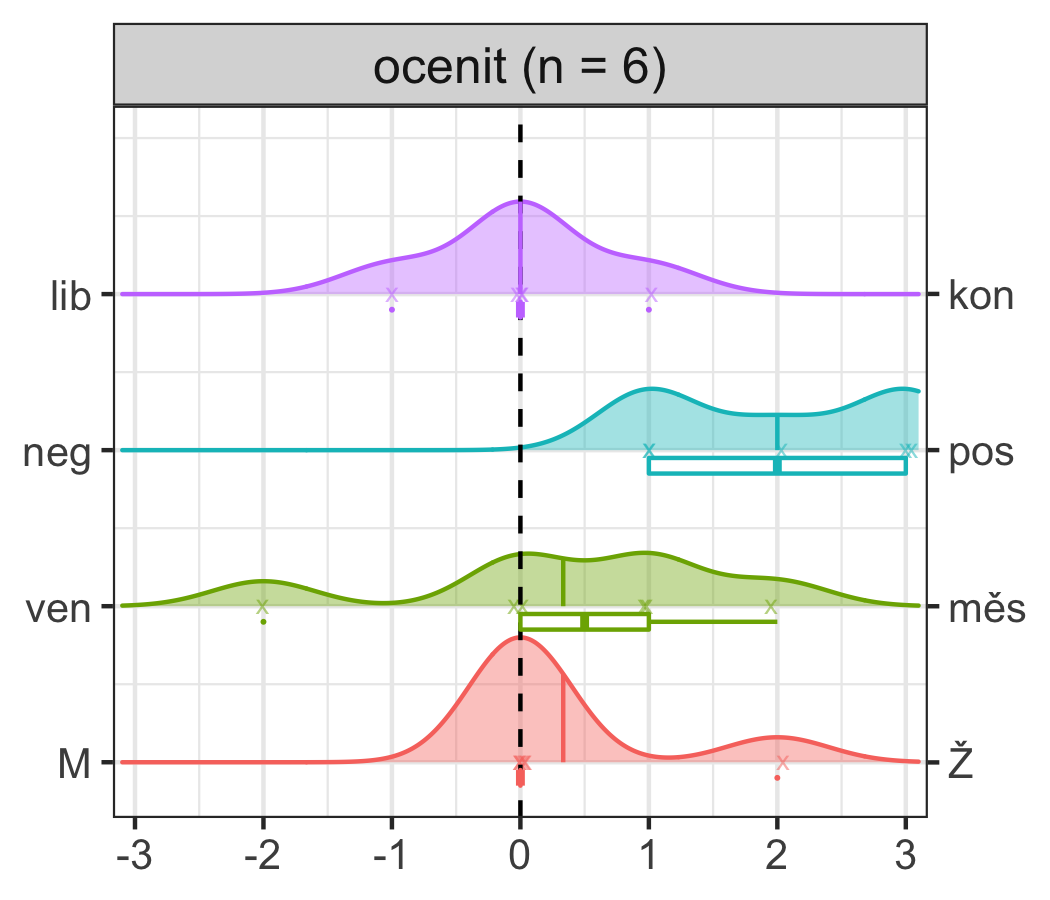 ocenit (n = 6)
lib kon
neg pos
ven měs
M Ž
-3 -2 -1 0 1 2 3